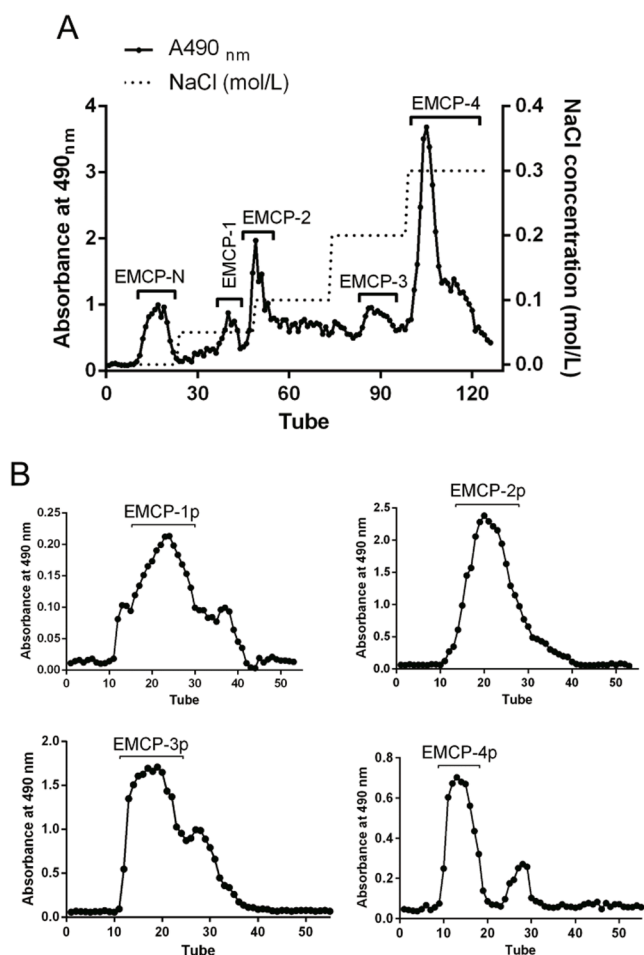 A
A490 nm
NaCl (mol/L)
Absorbance at 490nm
4
3
2
1
0
EMCP-N
EMCP-1
EMCP-2
EMCP-3
EMCP-4
0.4
0.3
0.2
0.1
0.0
NaCl concentration
(mol/L)
0 30 60 90 120
Tube
B
EMCP-1p
Absorbance at 490 nm
0.25
0.20
0.15
0.10
0.05
0.00
0 10 20 30 40 50
Tube
EMCP-2p
Absorbance at 490 nm
2.5
2.0
1.5
1.0
0.5
0.0
0 10 20 30 40 50
Tube
EMCP-3p
Absorbance at 490 nm
2.0
1.5
1.0
0.5
0.0
0 10 20 30 40 50
Tube
EMCP-4p
Absorbance at 490 nm
0.8
0.6
0.4
0.2
0.0
0 10 20 30 40 50
Tube